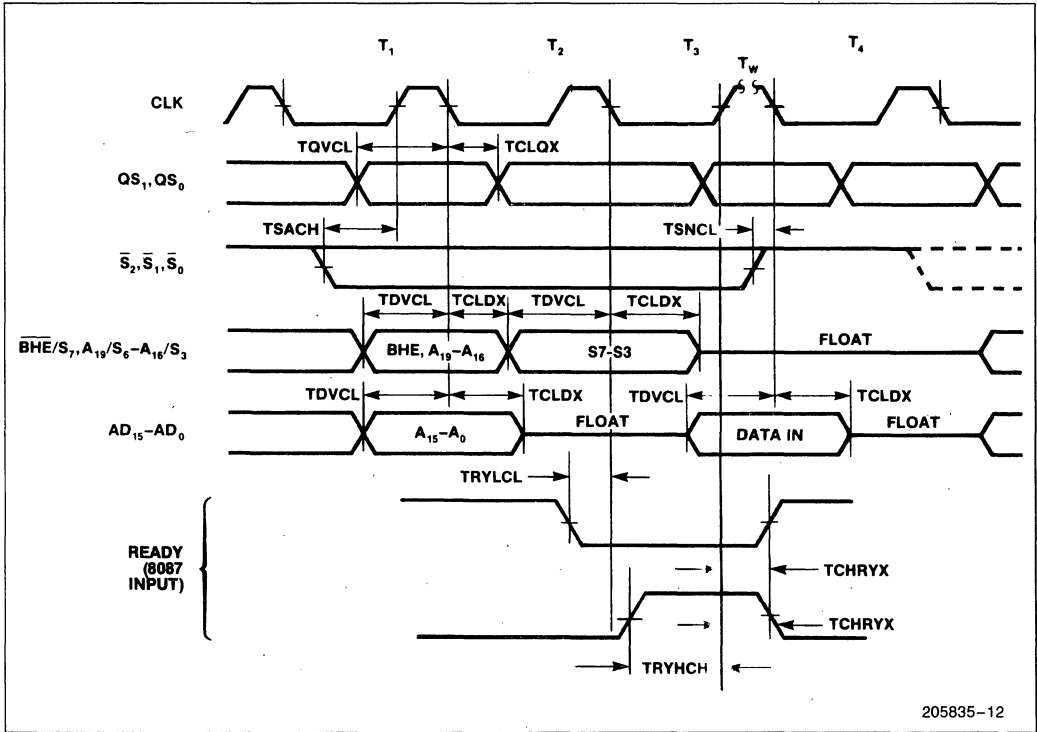 T₁ T₂ T₃ T_W T₄
CLK
TQVCL TCLQX
QS₁, QS₀
TSACH TSNCL
S̅₂, S̅₁, S̅₀
TDVCL TCLDX TDVCL TCLDX
B̅H̅E̅/S₇, A₁₉/S₆–A₁₆/S₃ BHE, A₁₉–A₁₆ S7-S3 FLOAT
TDVCL TCLDX TDVCL TCLDX
AD₁₅–AD₀ A₁₅–A₀ FLOAT DATA IN FLOAT
TRYLCL
READY
(8087
INPUT)
TCHRYX
TCHRYX
TRYHCH
205835–12